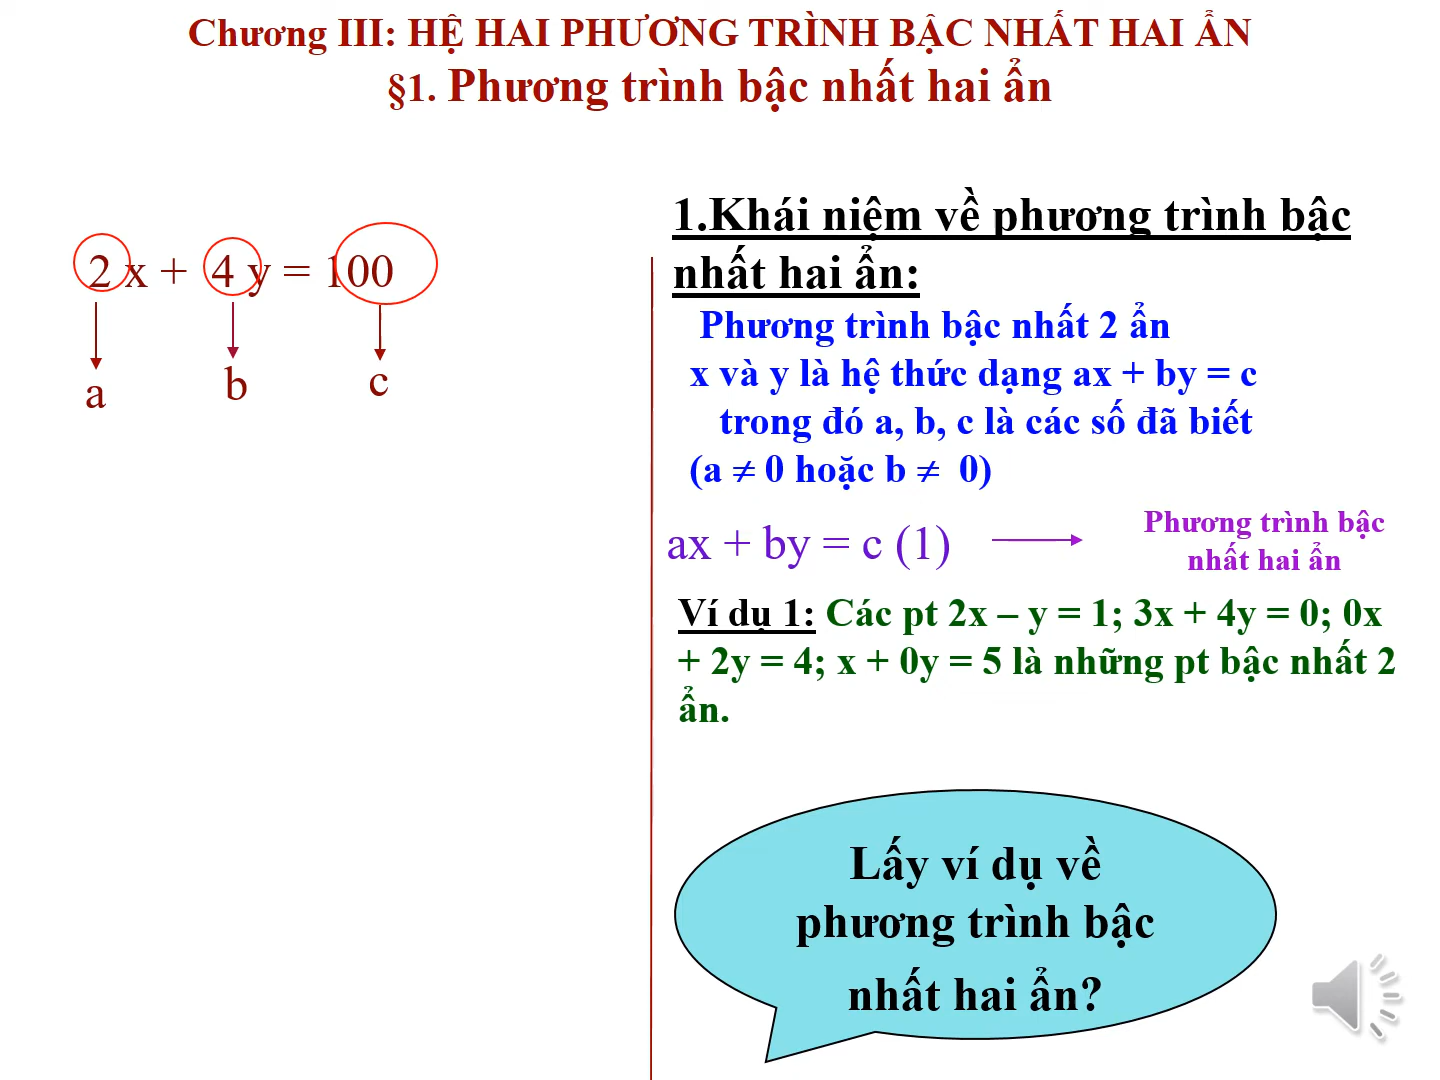 Chương III: HỆ HAI PHƯƠNG TRÌNH BẬC NHẤT HAI ẨN
§1. Phương trình bậc nhất hai ẩn
2 x + 4 y = 100
a b c
1.Khái niệm về phương trình bậc
nhất hai ẩn:
Phương trình bậc nhất 2 ẩn
x và y là hệ thức dạng ax + by = c
trong đó a, b, c là các số đã biết
(a ≠ 0 hoặc b ≠ 0)
ax + by = c (1)
Phương trình bậc
nhất hai ẩn
Ví dụ 1: Các pt 2x – y = 1; 3x + 4y = 0; 0x
+ 2y = 4; x + 0y = 5 là những pt bậc nhất 2
ẩn.
Lấy ví dụ về
phương trình bậc
nhất hai ẩn?